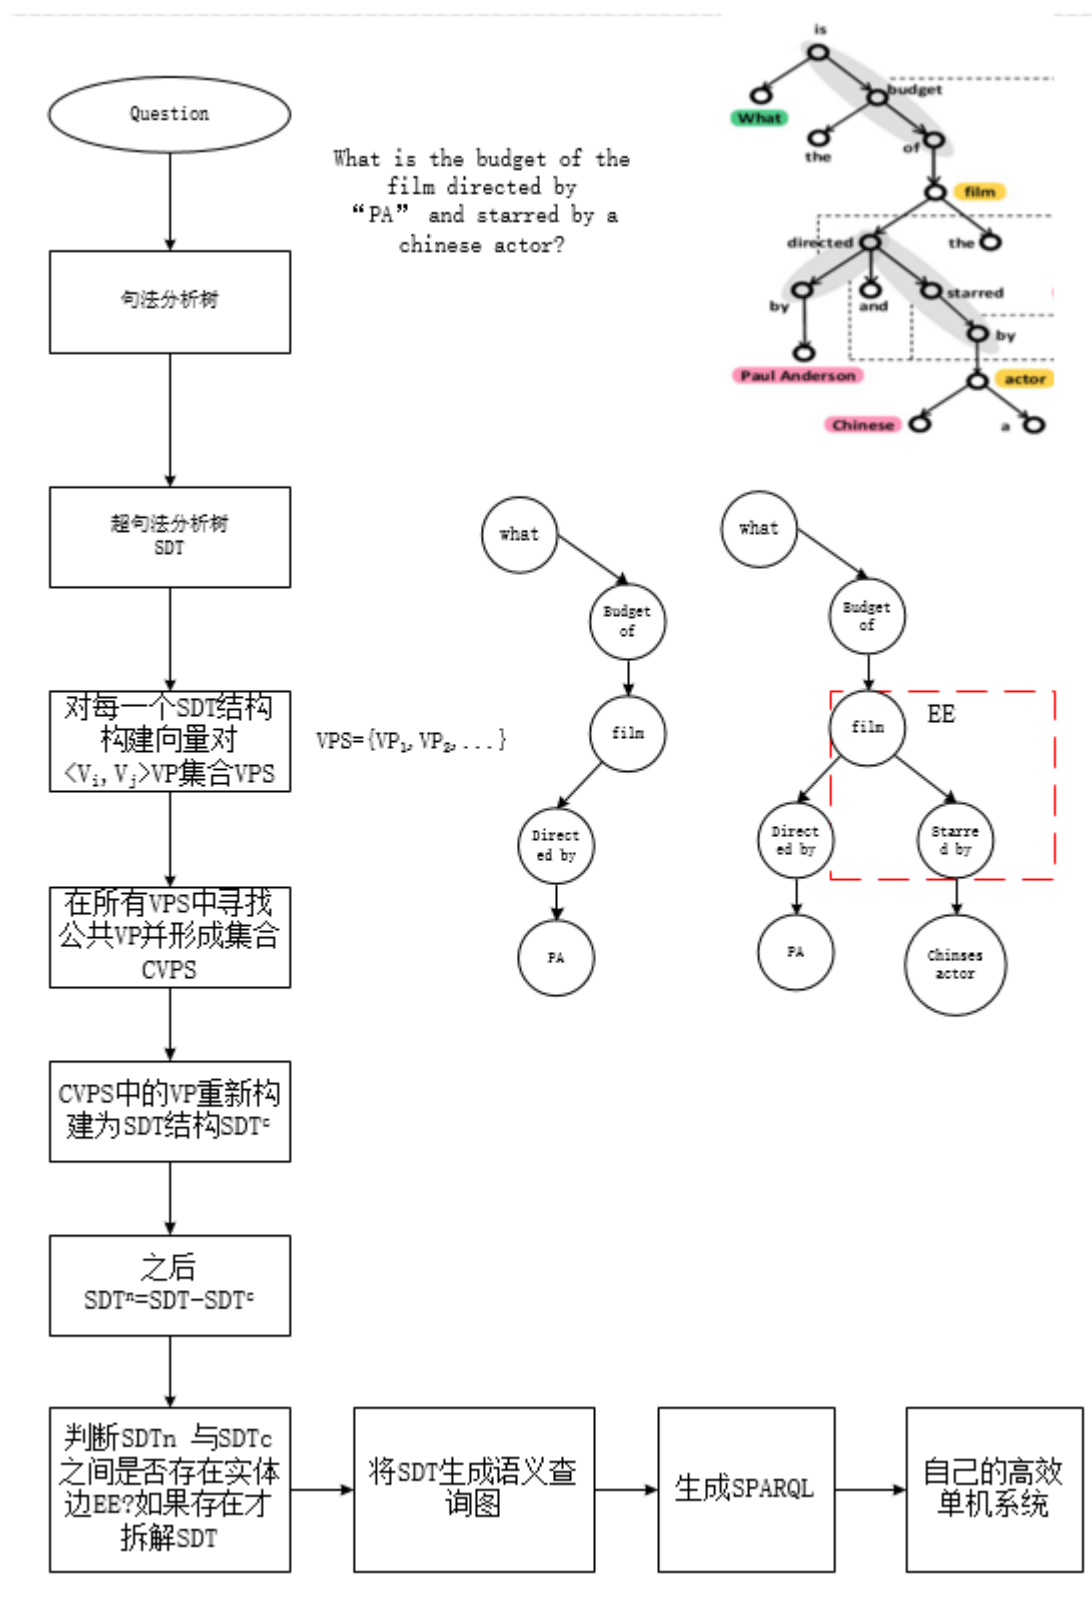 Question
What is the budget of the
film directed by
“PA” and starred by a
chinese actor?
is
budget
What
the
of
film
directed
the
by
and
starred
by
Paul Anderson
actor
Chinese
a
句法分析树
超句法分析树
SDT
what
Budget
of
film
Direct
ed by
PA
what
Budget
of
film
EE
Direct
ed by
Starre
d by
PA
Chinses
actor
对每一个SDT结构
构建向量对
<Vi,Vj>VP集合VPS
VPS={VP1,VP2,...}
在所有VPS中寻找
公共VP并形成集合
CVPS
CVPS中的VP重新构
建为SDT结构SDTᶜ
之后
SDTⁿ=SDT-SDTᶜ
判断SDTn 与SDTc
之间是否存在实体
边EE?如果存在才
拆解SDT
将SDT生成语义查
询图
生成SPARQL
自己的高效
单机系统